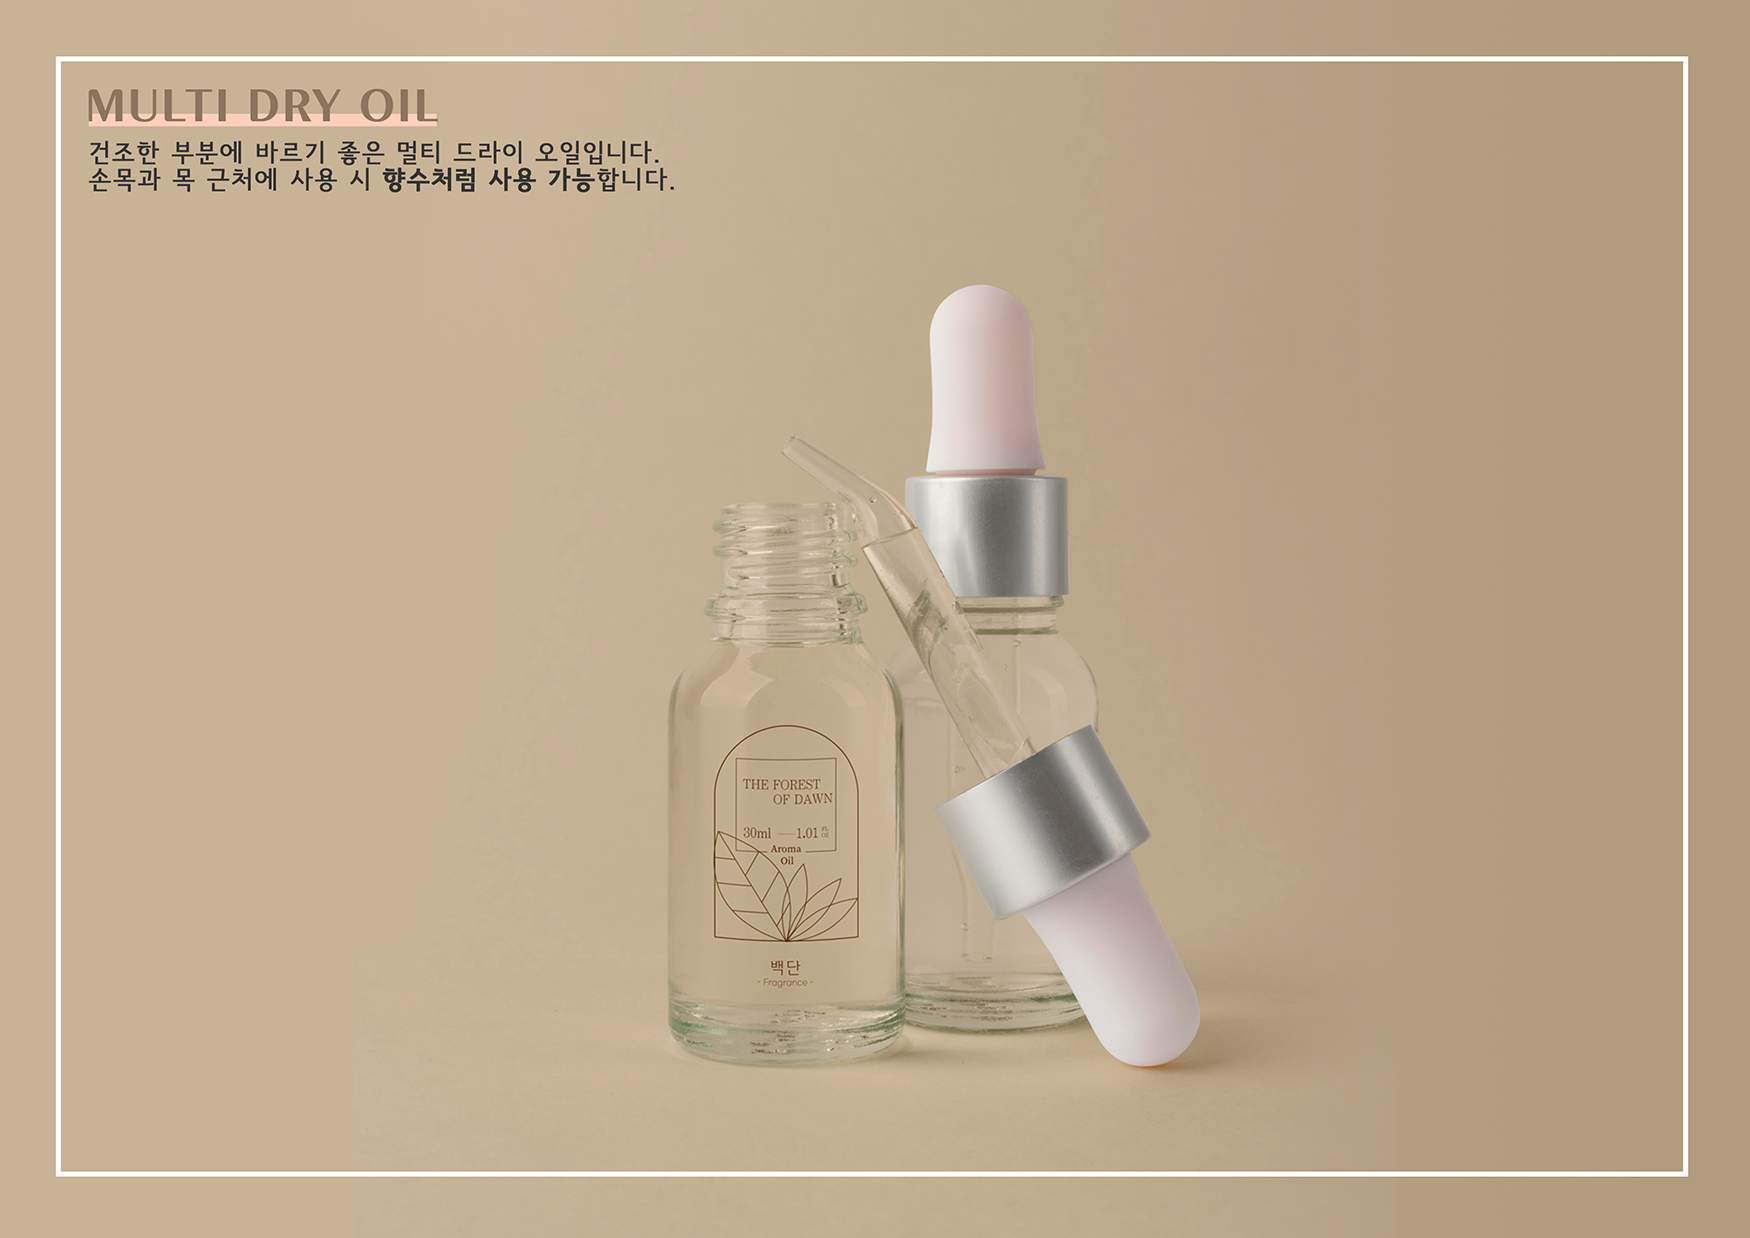 MULTI DRY OIL
건조한 부분에 바르기 좋은 멀티 드라이 오일입니다.
손목과 목 근처에 사용 시 향수처럼 사용 가능합니다.
THE FOREST
OF DAWN
30ml — 1.01 FL OZ
Aroma
Oil
백단
- Fragrance -